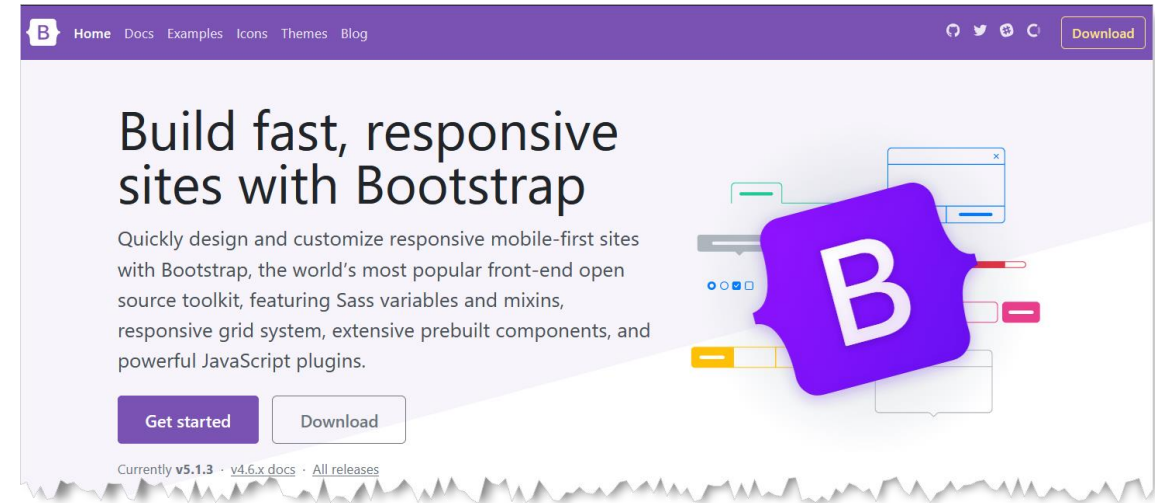 B Home Docs Examples Icons Themes Blog Download
Build fast, responsive
sites with Bootstrap
Quickly design and customize responsive mobile-first sites
with Bootstrap, the world's most popular front-end open
source toolkit, featuring Sass variables and mixins,
responsive grid system, extensive prebuilt components, and
powerful JavaScript plugins.
B
Get started Download
Currently v5.1.3 · v4.6.x docs · All releases